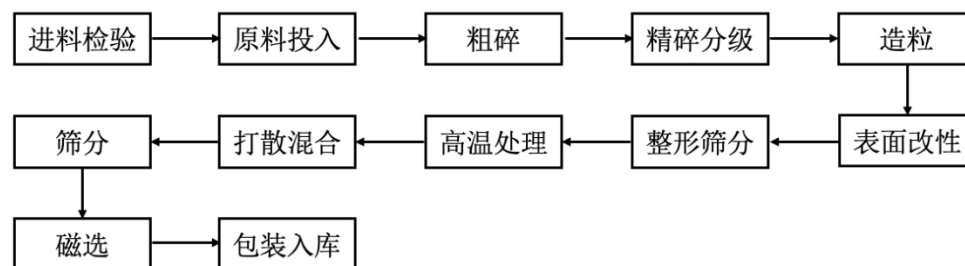 进料检验
原料投入
粗碎
精碎分级
造粒
表面改性
整形筛分
高温处理
打散混合
筛分
磁选
包装入库